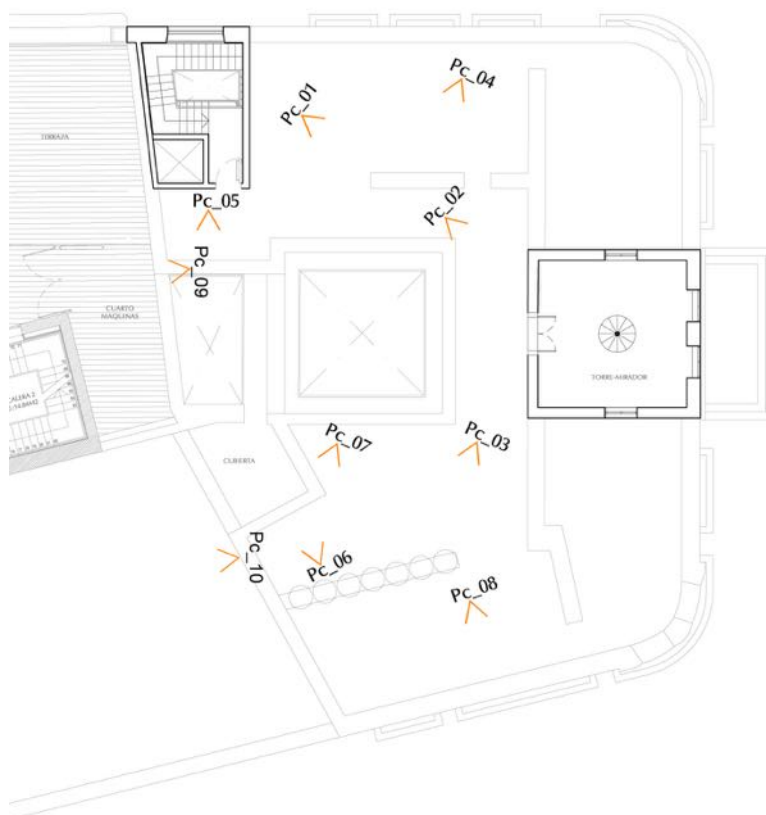 Pc_04
Pc_01
TERRAZA
Pc_05
Pc_02
Pc_09
CUARTO
MAQUINAS
TORRE-MIRADOR
Pc_07
Pc_03
CUBIERTA
Pc_10
Pc_06
Pc_08